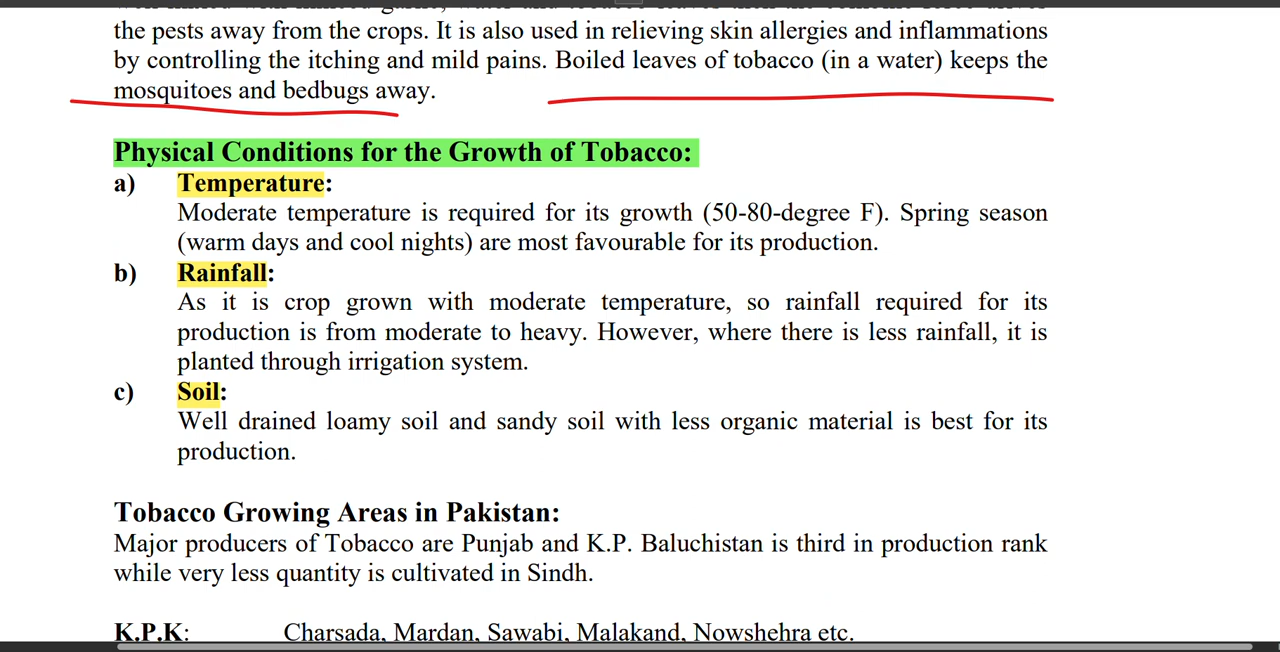 the pests away from the crops. It is also used in relieving skin allergies and inflammations
by controlling the itching and mild pains. Boiled leaves of tobacco (in a water) keeps the
mosquitoes and bedbugs away.
Physical Conditions for the Growth of Tobacco:
a) Temperature:
Moderate temperature is required for its growth (50-80-degree F). Spring season
(warm days and cool nights) are most favourable for its production.
b) Rainfall:
As it is crop grown with moderate temperature, so rainfall required for its
production is from moderate to heavy. However, where there is less rainfall, it is
planted through irrigation system.
c) Soil:
Well drained loamy soil and sandy soil with less organic material is best for its
production.
Tobacco Growing Areas in Pakistan:
Major producers of Tobacco are Punjab and K.P. Baluchistan is third in production rank
while very less quantity is cultivated in Sindh.
K.P.K: Charsada, Mardan, Sawabi, Malakand, Nowshehra etc.